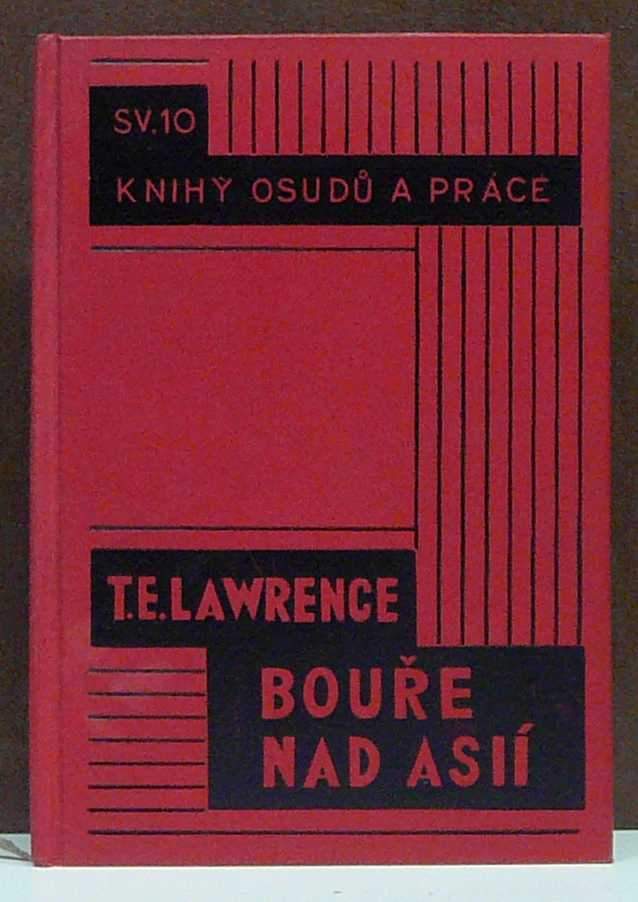 SV.10
KNIHY OSUDŮ A PRÁCE
T.E.LAWRENCE
BOUŘE
NAD ASIÍ